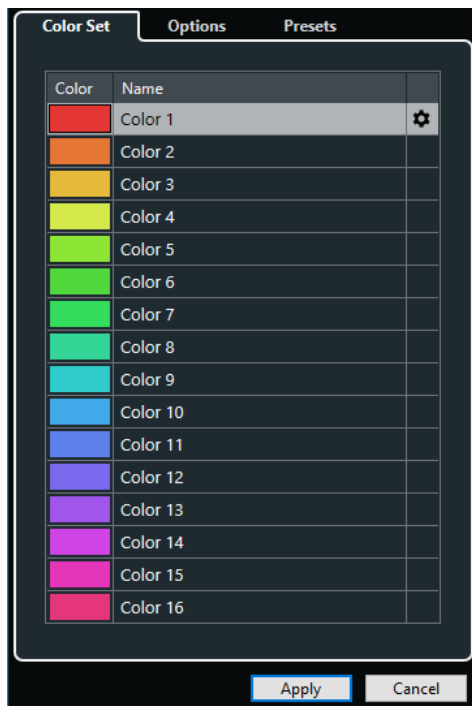 Color Set Options Presets
Color Name
Color 1
Color 2
Color 3
Color 4
Color 5
Color 6
Color 7
Color 8
Color 9
Color 10
Color 11
Color 12
Color 13
Color 14
Color 15
Color 16
Apply Cancel